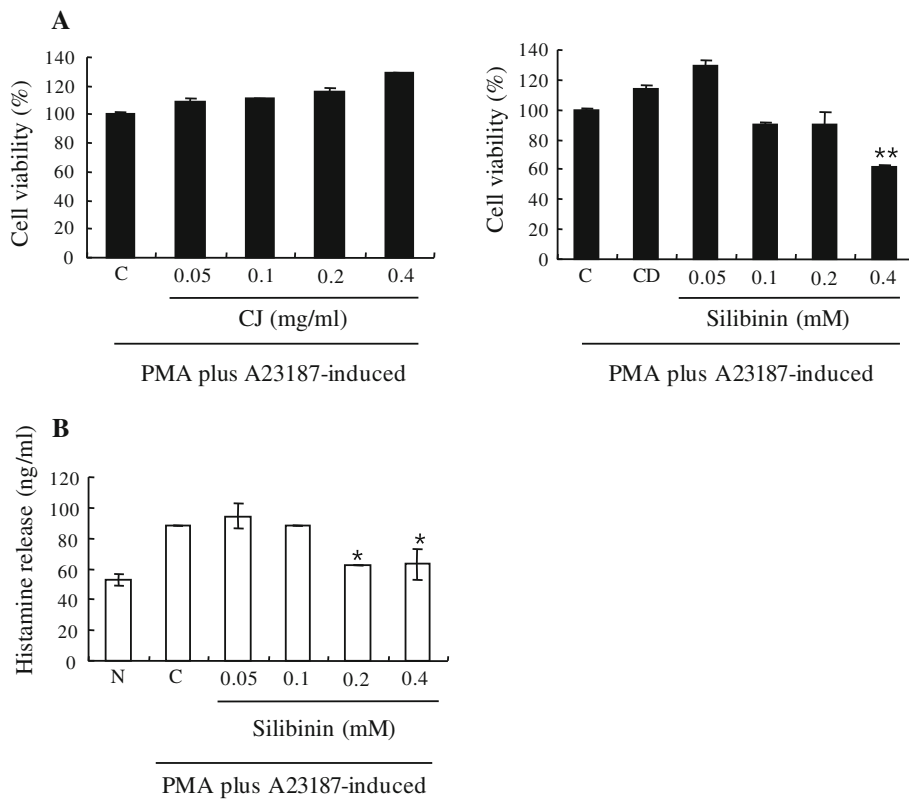 A
Cell viability (%)
140
120
100
80
60
40
20
0
C 0.05 0.1 0.2 0.4
CJ (mg/ml)
PMA plus A23187-induced
Cell viability (%)
140
120
100
80
60
40
20
0
**
C CD 0.05 0.1 0.2 0.4
Silibinin (mM)
PMA plus A23187-induced
B
Histamine release (ng/ml)
120
100
80
60
40
20
0
* *
N C 0.05 0.1 0.2 0.4
Silibinin (mM)
PMA plus A23187-induced